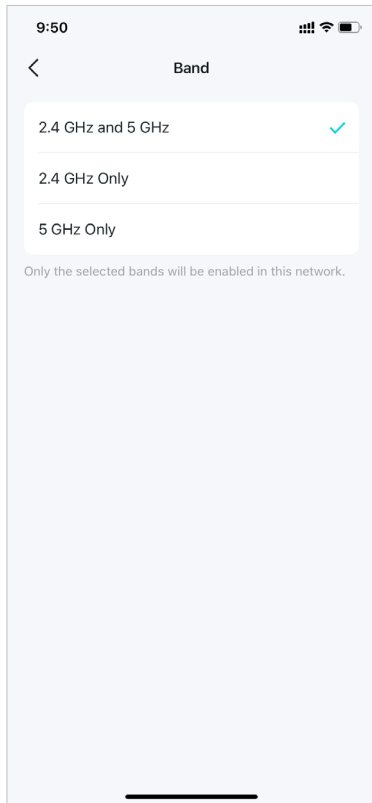 9:50
Band
2.4 GHz and 5 GHz
2.4 GHz Only
5 GHz Only
Only the selected bands will be enabled in this network.